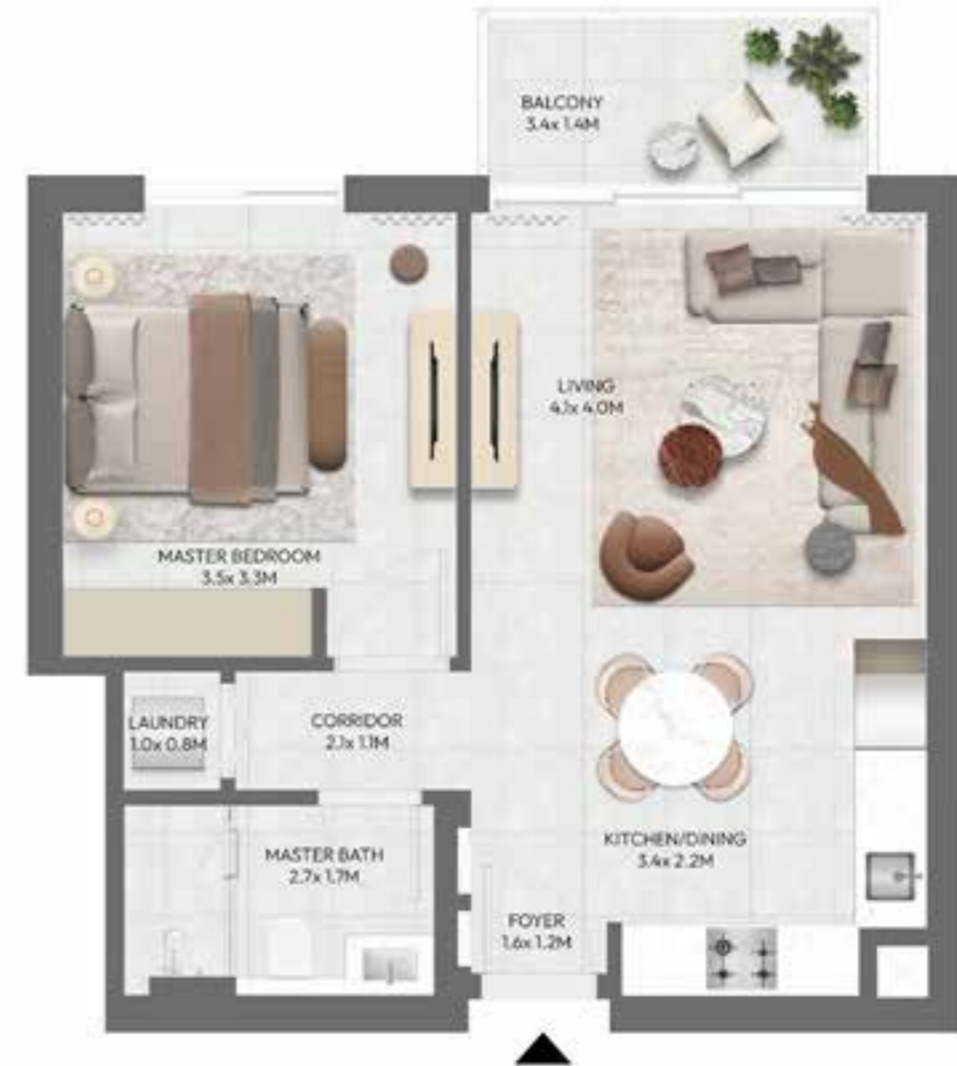 BALCONY
3.4x 1.4M
LIVING
4.1x 4.0M
MASTER BEDROOM
3.5x 3.3M
LAUNDRY
1.0x 0.8M
CORRIDOR
2.1x 1.1M
MASTER BATH
2.7x 1.7M
KITCHEN/DINING
3.4x 2.2M
FOYER
1.6x 1.2M